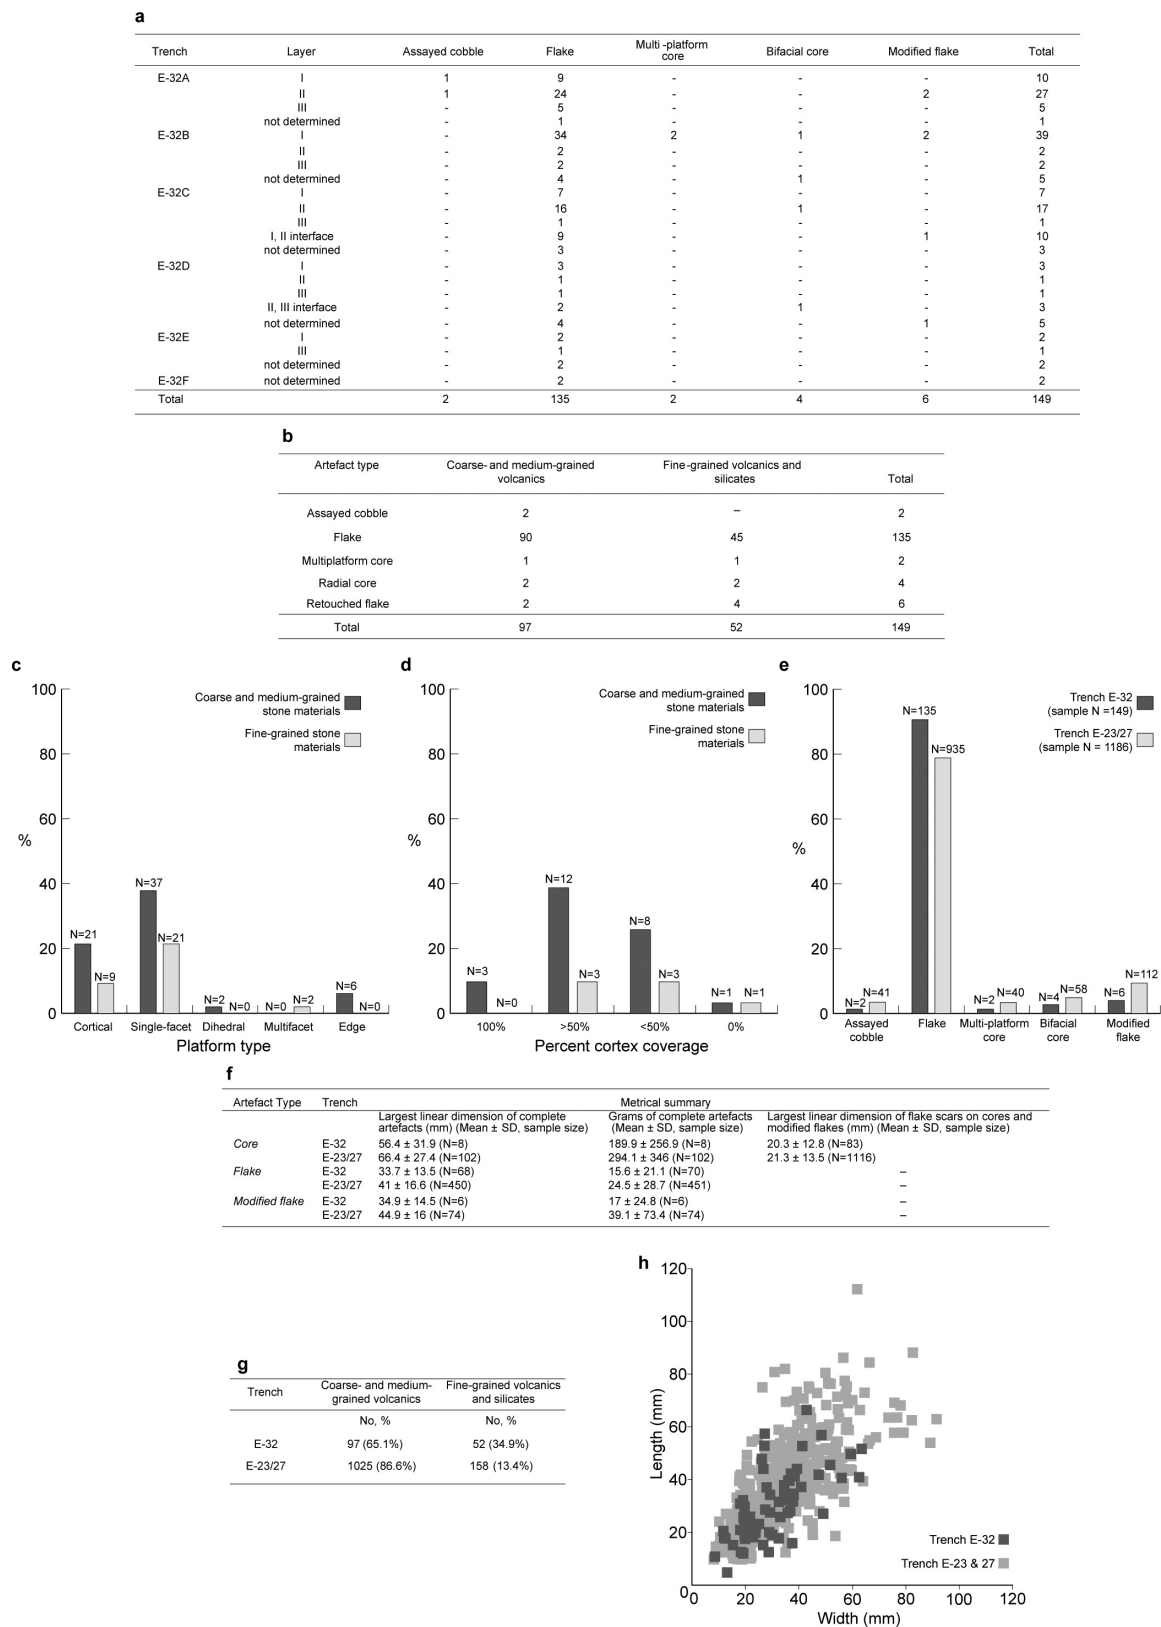 a
Trench Layer Assayed cobble Flake Multi -platform core Bifacial core Modified flake Total
E-32A I 1 9 - - - 10
II 1 24 - - 2 27
III - 5 - - - 5
not determined - 1 - - - 1
E-32B I - 34 2 1 2 39
II - 2 - - - 2
III - 2 - - - 2
not determined - 4 - 1 - 5
E-32C I - 7 - - - 7
II - 16 - 1 - 17
III - 1 - - - 1
I, II interface - 9 - - 1 10
not determined - 3 - - - 3
E-32D I - 3 - - - 3
II - 1 - - - 1
III - 1 - - - 1
II, III interface - 2 - 1 - 3
not determined - 4 - - 1 5
E-32E I - 2 - - - 2
III - 1 - - - 1
not determined - 2 - - - 2
E-32F not determined - 2 - - - 2
Total 2 135 2 4 6 149
b
Artefact type Coarse- and medium-grained Fine-grained volcanics and
volcanics silicates Total
Assayed cobble 2 – 2
Flake 90 45 135
Multiplatform core 1 1 2
Radial core 2 2 4
Retouched flake 2 4 6
Total 97 52 149
c
100
80
60
40
20
0
%
Coarse and medium-grained
stone materials
Fine-grained stone
materials
N=21
N=9
N=37
N=21
N=2
N=0
N=0
N=2
N=6
N=0
Cortical Single-facet Dihedral Multifacet Edge
Platform type
d
100
80
60
40
20
0
%
Coarse and medium-grained
stone materials
Fine-grained stone
materials
N=3
N=0
N=12
N=3
N=8
N=3
N=1
N=1
100% >50% <50% 0%
Percent cortex coverage
e
100
80
60
40
20
0
%
Trench E-32
(sample N =149)
Trench E-23/27
(sample N = 1186)
N=2
N=41
N=135
N=935
N=2
N=40
N=4
N=58
N=6
N=112
Assayed Flake Multi-platform Bifacial Modified
cobble core core flake
f
Artefact Type Trench Metrical summary
Largest linear dimension of complete Grams of complete artefacts Largest linear dimension of flake scars on cores and
artefacts (mm) (Mean ± SD, sample size) (Mean ± SD, sample size) modified flakes (mm) (Mean ± SD, sample size)
Core E-32 56.4 ± 31.9 (N=8) 189.9 ± 256.9 (N=8) 20.3 ± 12.8 (N=83)
E-23/27 66.4 ± 27.4 (N=102) 294.1 ± 346 (N=102) 21.3 ± 13.5 (N=1116)
Flake E-32 33.7 ± 13.5 (N=68) 15.6 ± 21.1 (N=70) –
E-23/27 41 ± 16.6 (N=450) 24.5 ± 28.7 (N=451) –
Modified flake E-32 34.9 ± 14.5 (N=6) 17 ± 24.8 (N=6) –
E-23/27 44.9 ± 16 (N=74) 39.1 ± 73.4 (N=74) –
g
Trench Coarse- and medium- Fine-grained volcanics
grained volcanics and silicates
No, % No, %
E-32 97 (65.1%) 52 (34.9%)
E-23/27 1025 (86.6%) 158 (13.4%)
h
120
100
80
60
40
20
0
Length (mm)
Trench E-32
Trench E-23 & 27
0 20 40 60 80 100 120
Width (mm)